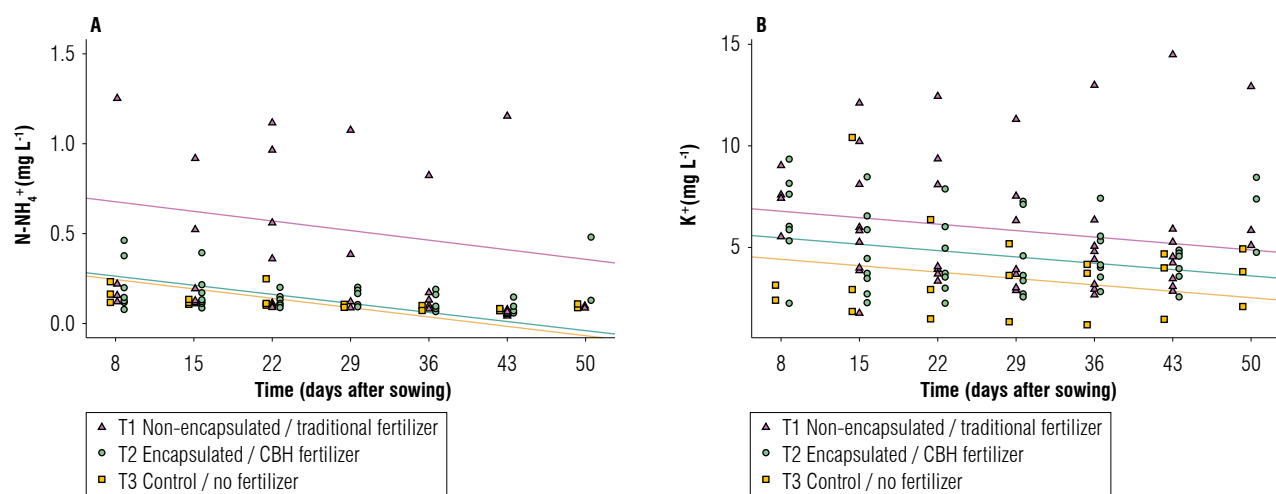 A
1.5
1.0
0.5
0.0
N-NH₄⁺ (mg L⁻¹)
8 15 22 29 36 43 50
Time (days after sowing)
T1 Non-encapsulated / traditional fertilizer
T2 Encapsulated / CBH fertilizer
T3 Control / no fertilizer
B
15
10
5
K⁺ (mg L⁻¹)
8 15 22 29 36 43 50
Time (days after sowing)
T1 Non-encapsulated / traditional fertilizer
T2 Encapsulated / CBH fertilizer
T3 Control / no fertilizer